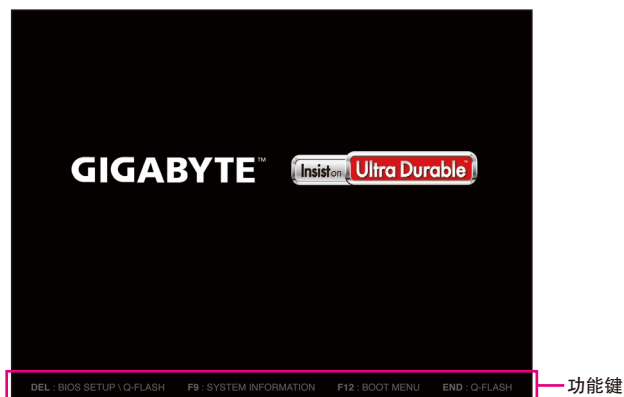 GIGABYTE™ Insist on Ultra Durable™
DEL : BIOS SETUP \ Q-FLASH F9 : SYSTEM INFORMATION F12 : BOOT MENU END : Q-FLASH
功能键